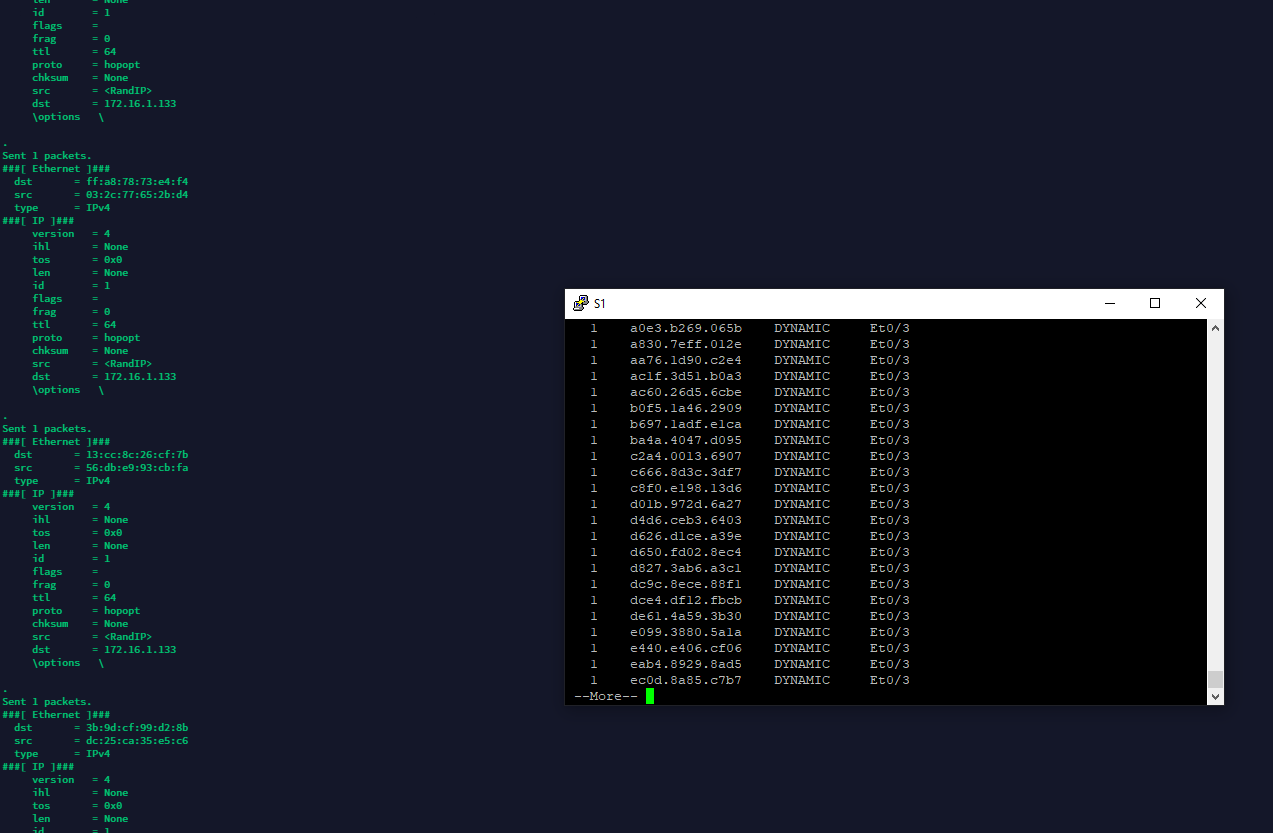 len = None
id = 1
flags =
frag = 0
ttl = 64
proto = hopopt
chksum = None
src = <RandIP>
dst = 172.16.1.133
\options \
.
Sent 1 packets.
###[ Ethernet ]###
dst = ff:a8:78:73:e4:f4
src = 03:2c:77:65:2b:d4
type = IPv4
###[ IP ]###
version = 4
ihl = None
tos = 0x0
len = None
id = 1
flags =
frag = 0
ttl = 64
proto = hopopt
chksum = None
src = <RandIP>
dst = 172.16.1.133
\options \
.
Sent 1 packets.
###[ Ethernet ]###
dst = 13:cc:8c:26:cf:7b
src = 56:db:e9:93:cb:fa
type = IPv4
###[ IP ]###
version = 4
ihl = None
tos = 0x0
len = None
id = 1
flags =
frag = 0
ttl = 64
proto = hopopt
chksum = None
src = <RandIP>
dst = 172.16.1.133
\options \
.
Sent 1 packets.
###[ Ethernet ]###
dst = 3b:9d:cf:99:d2:8b
src = dc:25:ca:35:e5:c6
type = IPv4
###[ IP ]###
version = 4
ihl = None
tos = 0x0
len = None
id = 1
S1
1 a0e3.b269.065b DYNAMIC Et0/3
1 a830.7eff.012e DYNAMIC Et0/3
1 aa76.1d90.c2e4 DYNAMIC Et0/3
1 ac1f.3d51.b0a3 DYNAMIC Et0/3
1 ac60.26d5.6cbe DYNAMIC Et0/3
1 b0f5.1a46.2909 DYNAMIC Et0/3
1 b697.1adf.e1ca DYNAMIC Et0/3
1 ba4a.4047.d095 DYNAMIC Et0/3
1 c2a4.0013.6907 DYNAMIC Et0/3
1 c666.8d3c.3df7 DYNAMIC Et0/3
1 c8f0.e198.13d6 DYNAMIC Et0/3
1 d01b.972d.6a27 DYNAMIC Et0/3
1 d4d6.ceb3.6403 DYNAMIC Et0/3
1 d626.d1ce.a39e DYNAMIC Et0/3
1 d650.fd02.8ec4 DYNAMIC Et0/3
1 d827.3ab6.a3c1 DYNAMIC Et0/3
1 dc9c.8ece.88f1 DYNAMIC Et0/3
1 dce4.df12.fbcb DYNAMIC Et0/3
1 de61.4a59.3b30 DYNAMIC Et0/3
1 e099.3880.5a1a DYNAMIC Et0/3
1 e440.e406.cf06 DYNAMIC Et0/3
1 eab4.8929.8ad5 DYNAMIC Et0/3
1 ec0d.8a85.c7b7 DYNAMIC Et0/3
--More--